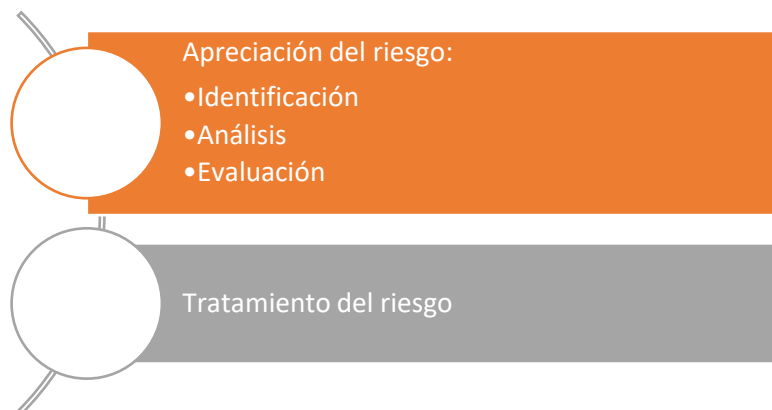 Apreciación del riesgo:
•Identificación
•Análisis
•Evaluación
Tratamiento del riesgo